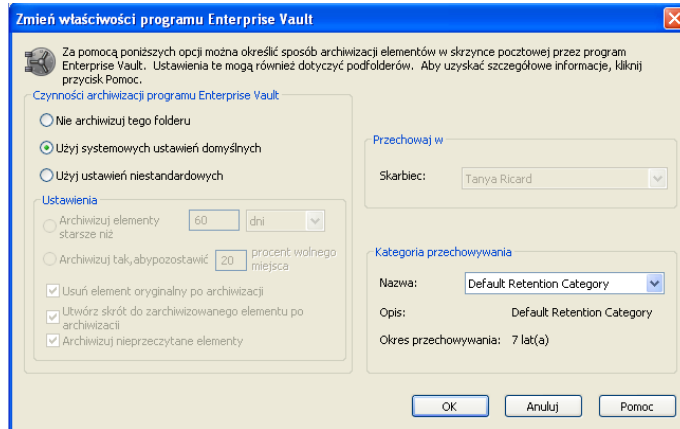 Zmień właściwości programu Enterprise Vault
Za pomocą poniższych opcji można określić sposób archiwizacji elementów w skrzynce pocztowej przez program
Enterprise Vault. Ustawienia te mogą również dotyczyć podfolderów. Aby uzyskać szczegółowe informacje, kliknij
przycisk Pomoc.
Czynności archiwizacji programu Enterprise Vault
Nie archiwizuj tego folderu
Użyj systemowych ustawień domyślnych
Użyj ustawień niestandardowych
Ustawienia
Archiwizuj elementy
starsze niż
60
dni
Archiwizuj tak,abypozostawić
20
procent wolnego
miejsca
Usuń element oryginalny po archiwizacji
Utwórz skrót do zarchiwizowanego elementu po
archiwizacii
Archiwizuj nieprzeczytane elementy
Przechowaj w
Skarbiec:
Tanya Ricard
Kategoria przechowywania
Nazwa:
Default Retention Category
Opis:
Default Retention Category
Okres przechowywania:
7 lat(a)
OK
Anuluj
Pomoc